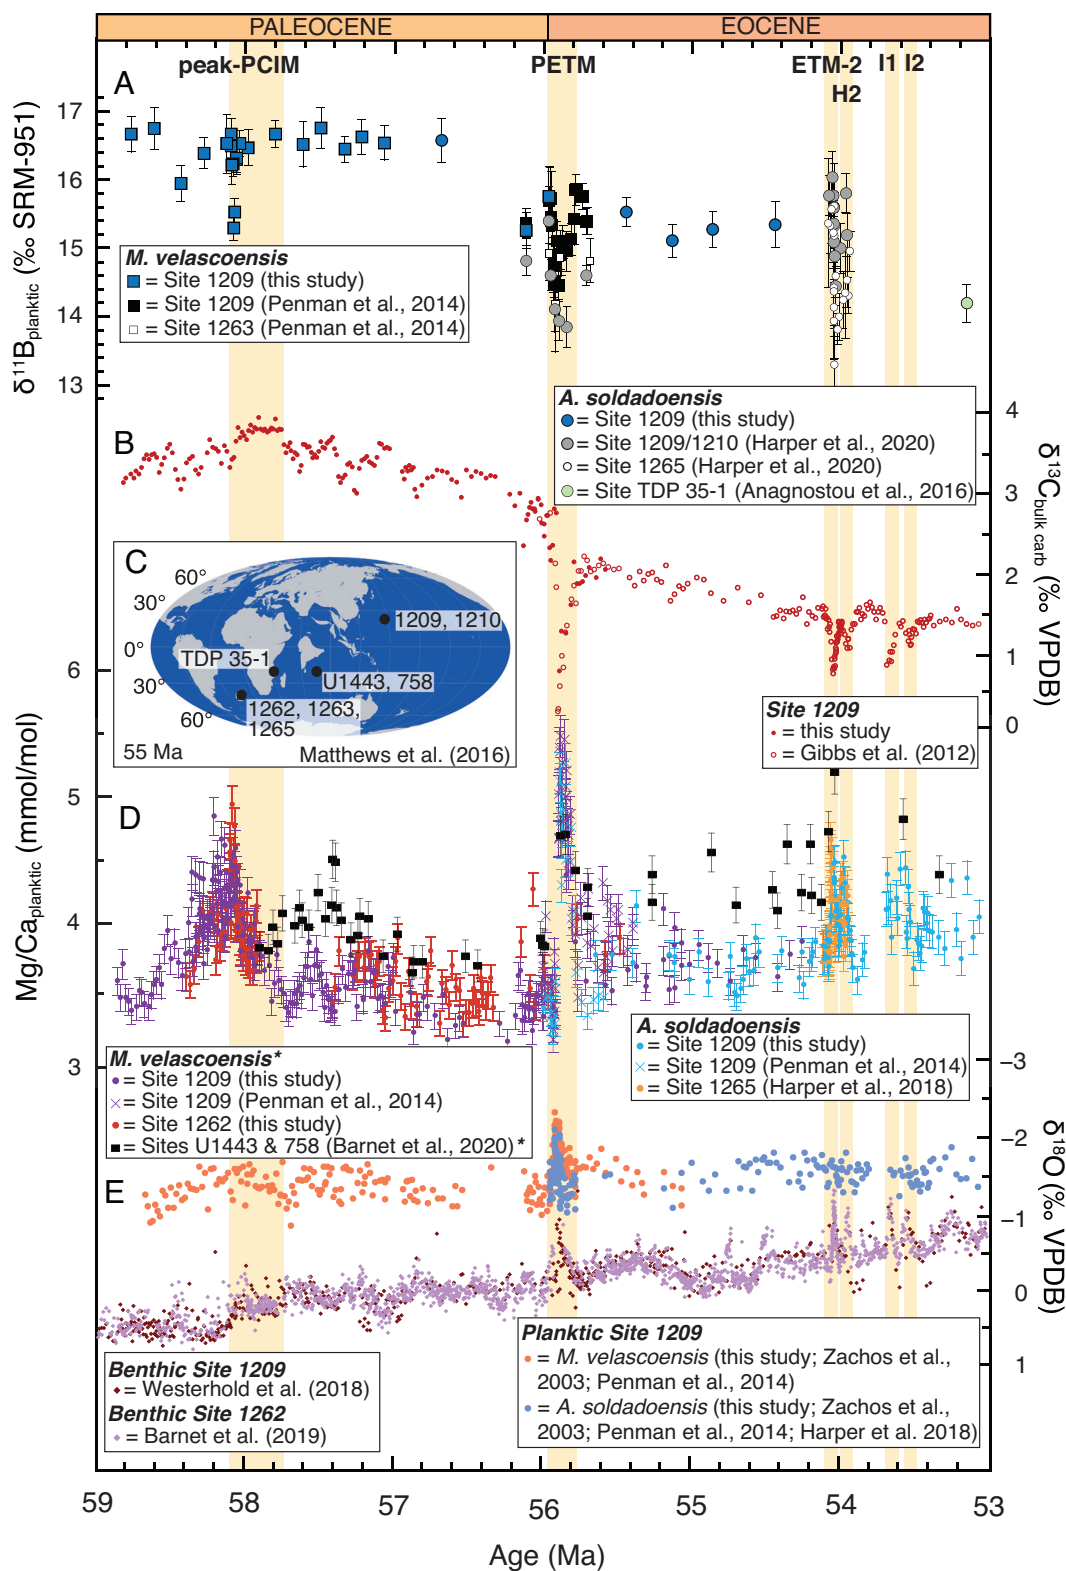 PALEOCENE
EOCENE
peak-PCIM
PETM
ETM-2
H2
I1
I2
A
17
16
15
14
13
δ11Bplanktic (‰ SRM-951)
M. velascoensis
= Site 1209 (this study)
= Site 1209 (Penman et al., 2014)
= Site 1263 (Penman et al., 2014)
A. soldadoensis
= Site 1209 (this study)
= Site 1209/1210 (Harper et al., 2020)
= Site 1265 (Harper et al., 2020)
= Site TDP 35-1 (Anagnostou et al., 2016)
B
4
3
2
1
0
δ13Cbulk carb (‰ VPDB)
Site 1209
= this study
= Gibbs et al. (2012)
C
60°
30°
0°
30°
60°
1209, 1210
TDP 35-1
U1443, 758
1262, 1263,
1265
55 Ma
Matthews et al. (2016)
D
6
5
4
3
Mg/Caplanktic (mmol/mol)
M. velascoensis*
= Site 1209 (this study)
= Site 1209 (Penman et al., 2014)
= Site 1262 (this study)
= Sites U1443 & 758 (Barnet et al., 2020)*
A. soldadoensis
= Site 1209 (this study)
= Site 1209 (Penman et al., 2014)
= Site 1265 (Harper et al., 2018)
E
−3
−2
−1
0
1
δ18O (‰ VPDB)
Benthic Site 1209
= Westerhold et al. (2018)
Benthic Site 1262
= Barnet et al. (2019)
Planktic Site 1209
= M. velascoensis (this study; Zachos et al.,
2003; Penman et al., 2014)
= A. soldadoensis (this study; Zachos et al.,
2003; Penman et al., 2014; Harper et al. 2018)
59
58
57
56
55
54
53
Age (Ma)